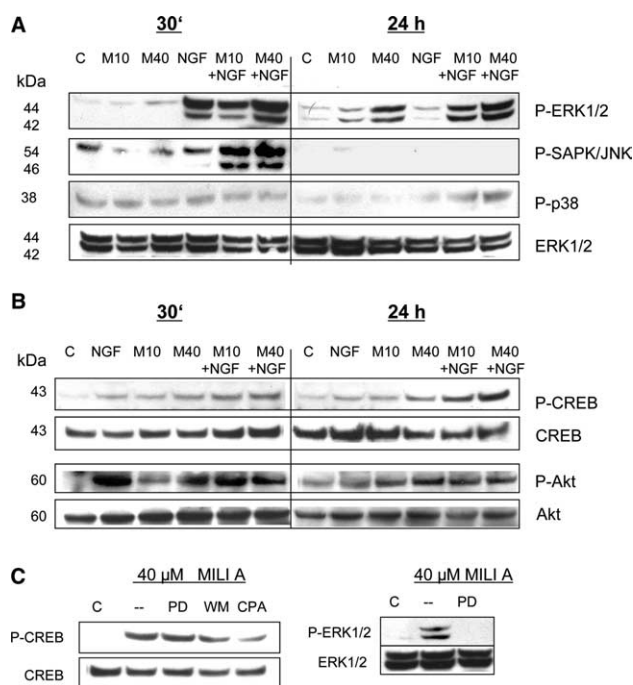 A
30‘ 24 h
C M10 M40 NGF M10 M40 C M10 M40 NGF M10 M40
+NGF +NGF +NGF +NGF
kDa
44 P-ERK1/2
42
54 P-SAPK/JNK
46
38 P-p38
44 ERK1/2
42
B
30‘ 24 h
C NGF M10 M40 M10 M40 C NGF M10 M40 M10 M40
+NGF +NGF +NGF +NGF
kDa
43 P-CREB
43 CREB
60 P-Akt
60 Akt
C
40 µM MILI A
C -- PD WM CPA
P-CREB
CREB
40 µM MILI A
C -- PD
P-ERK1/2
ERK1/2